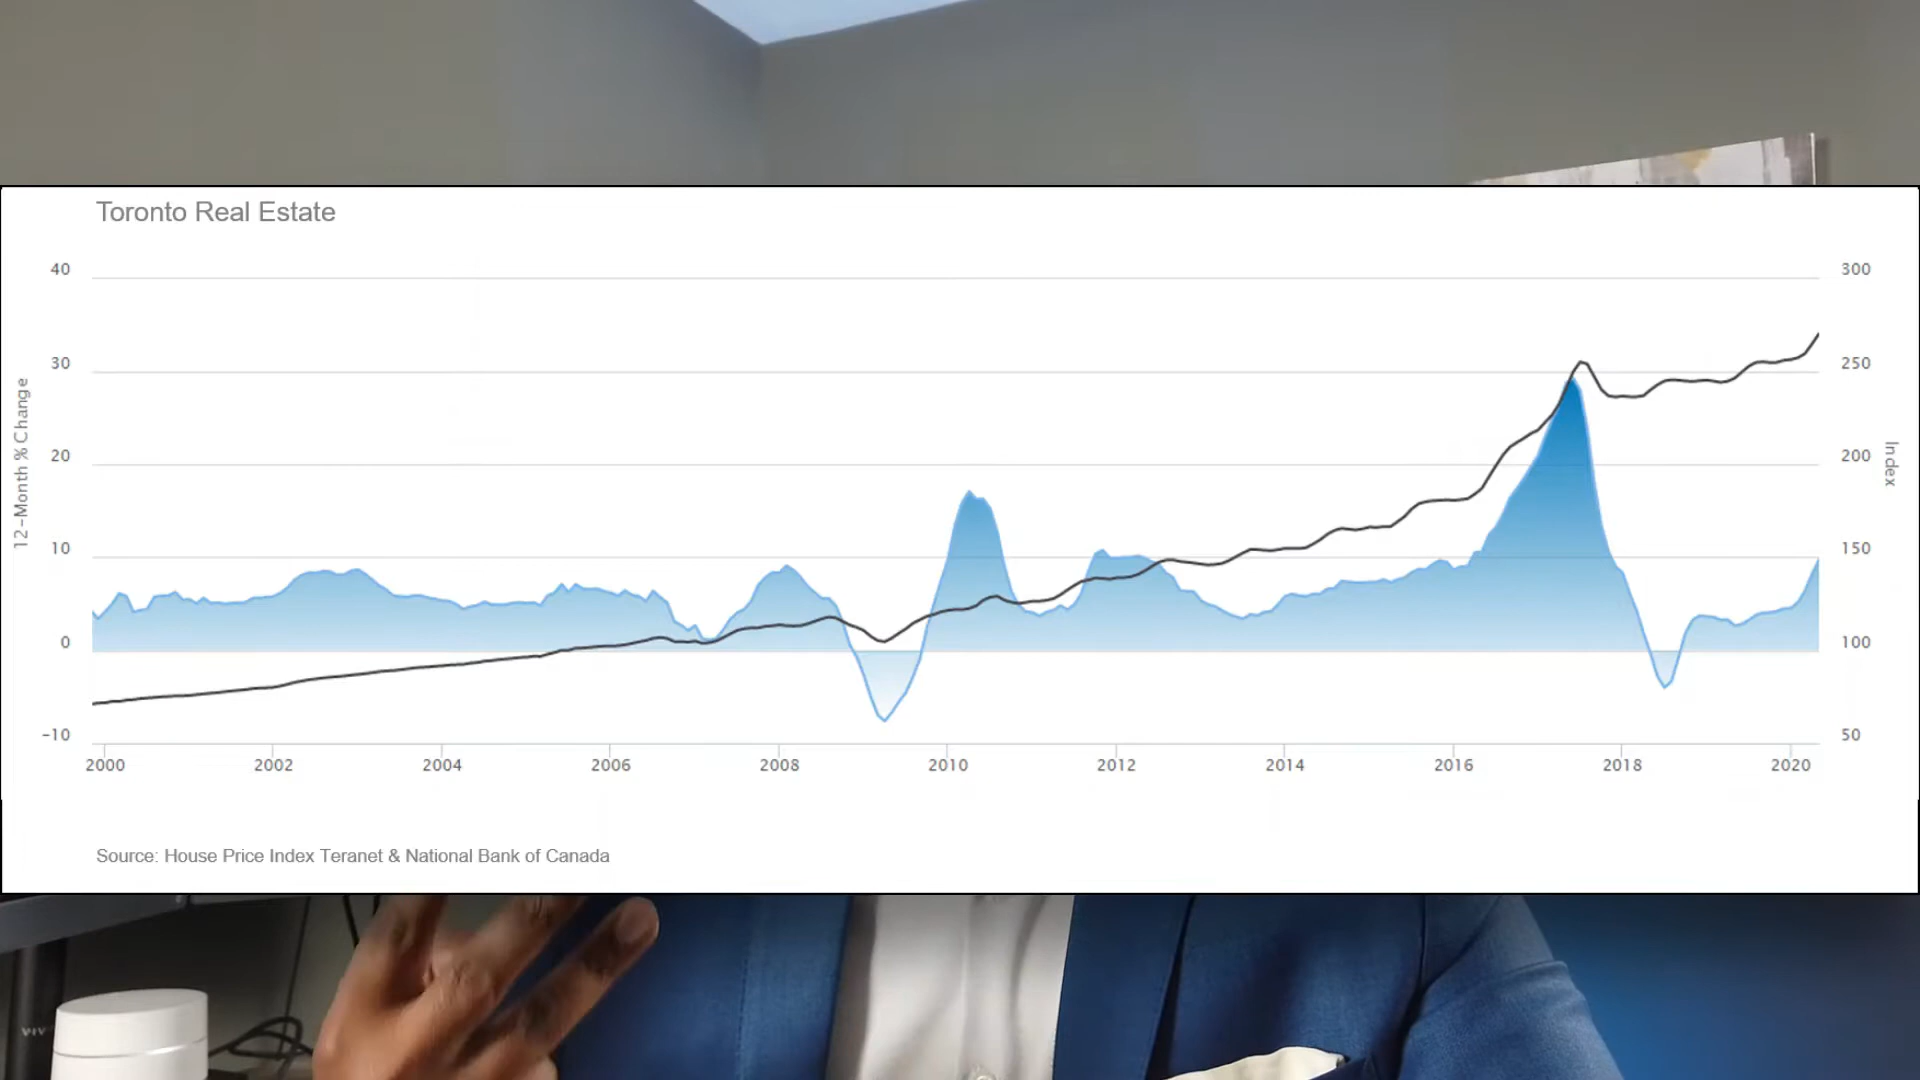 Toronto Real Estate
40
300
30
250
20
200
10
150
0
100
-10
50
12-Month % Change
Index
2000 2002 2004 2006 2008 2010 2012 2014 2016 2018 2020
Source: House Price Index Teranet & National Bank of Canada